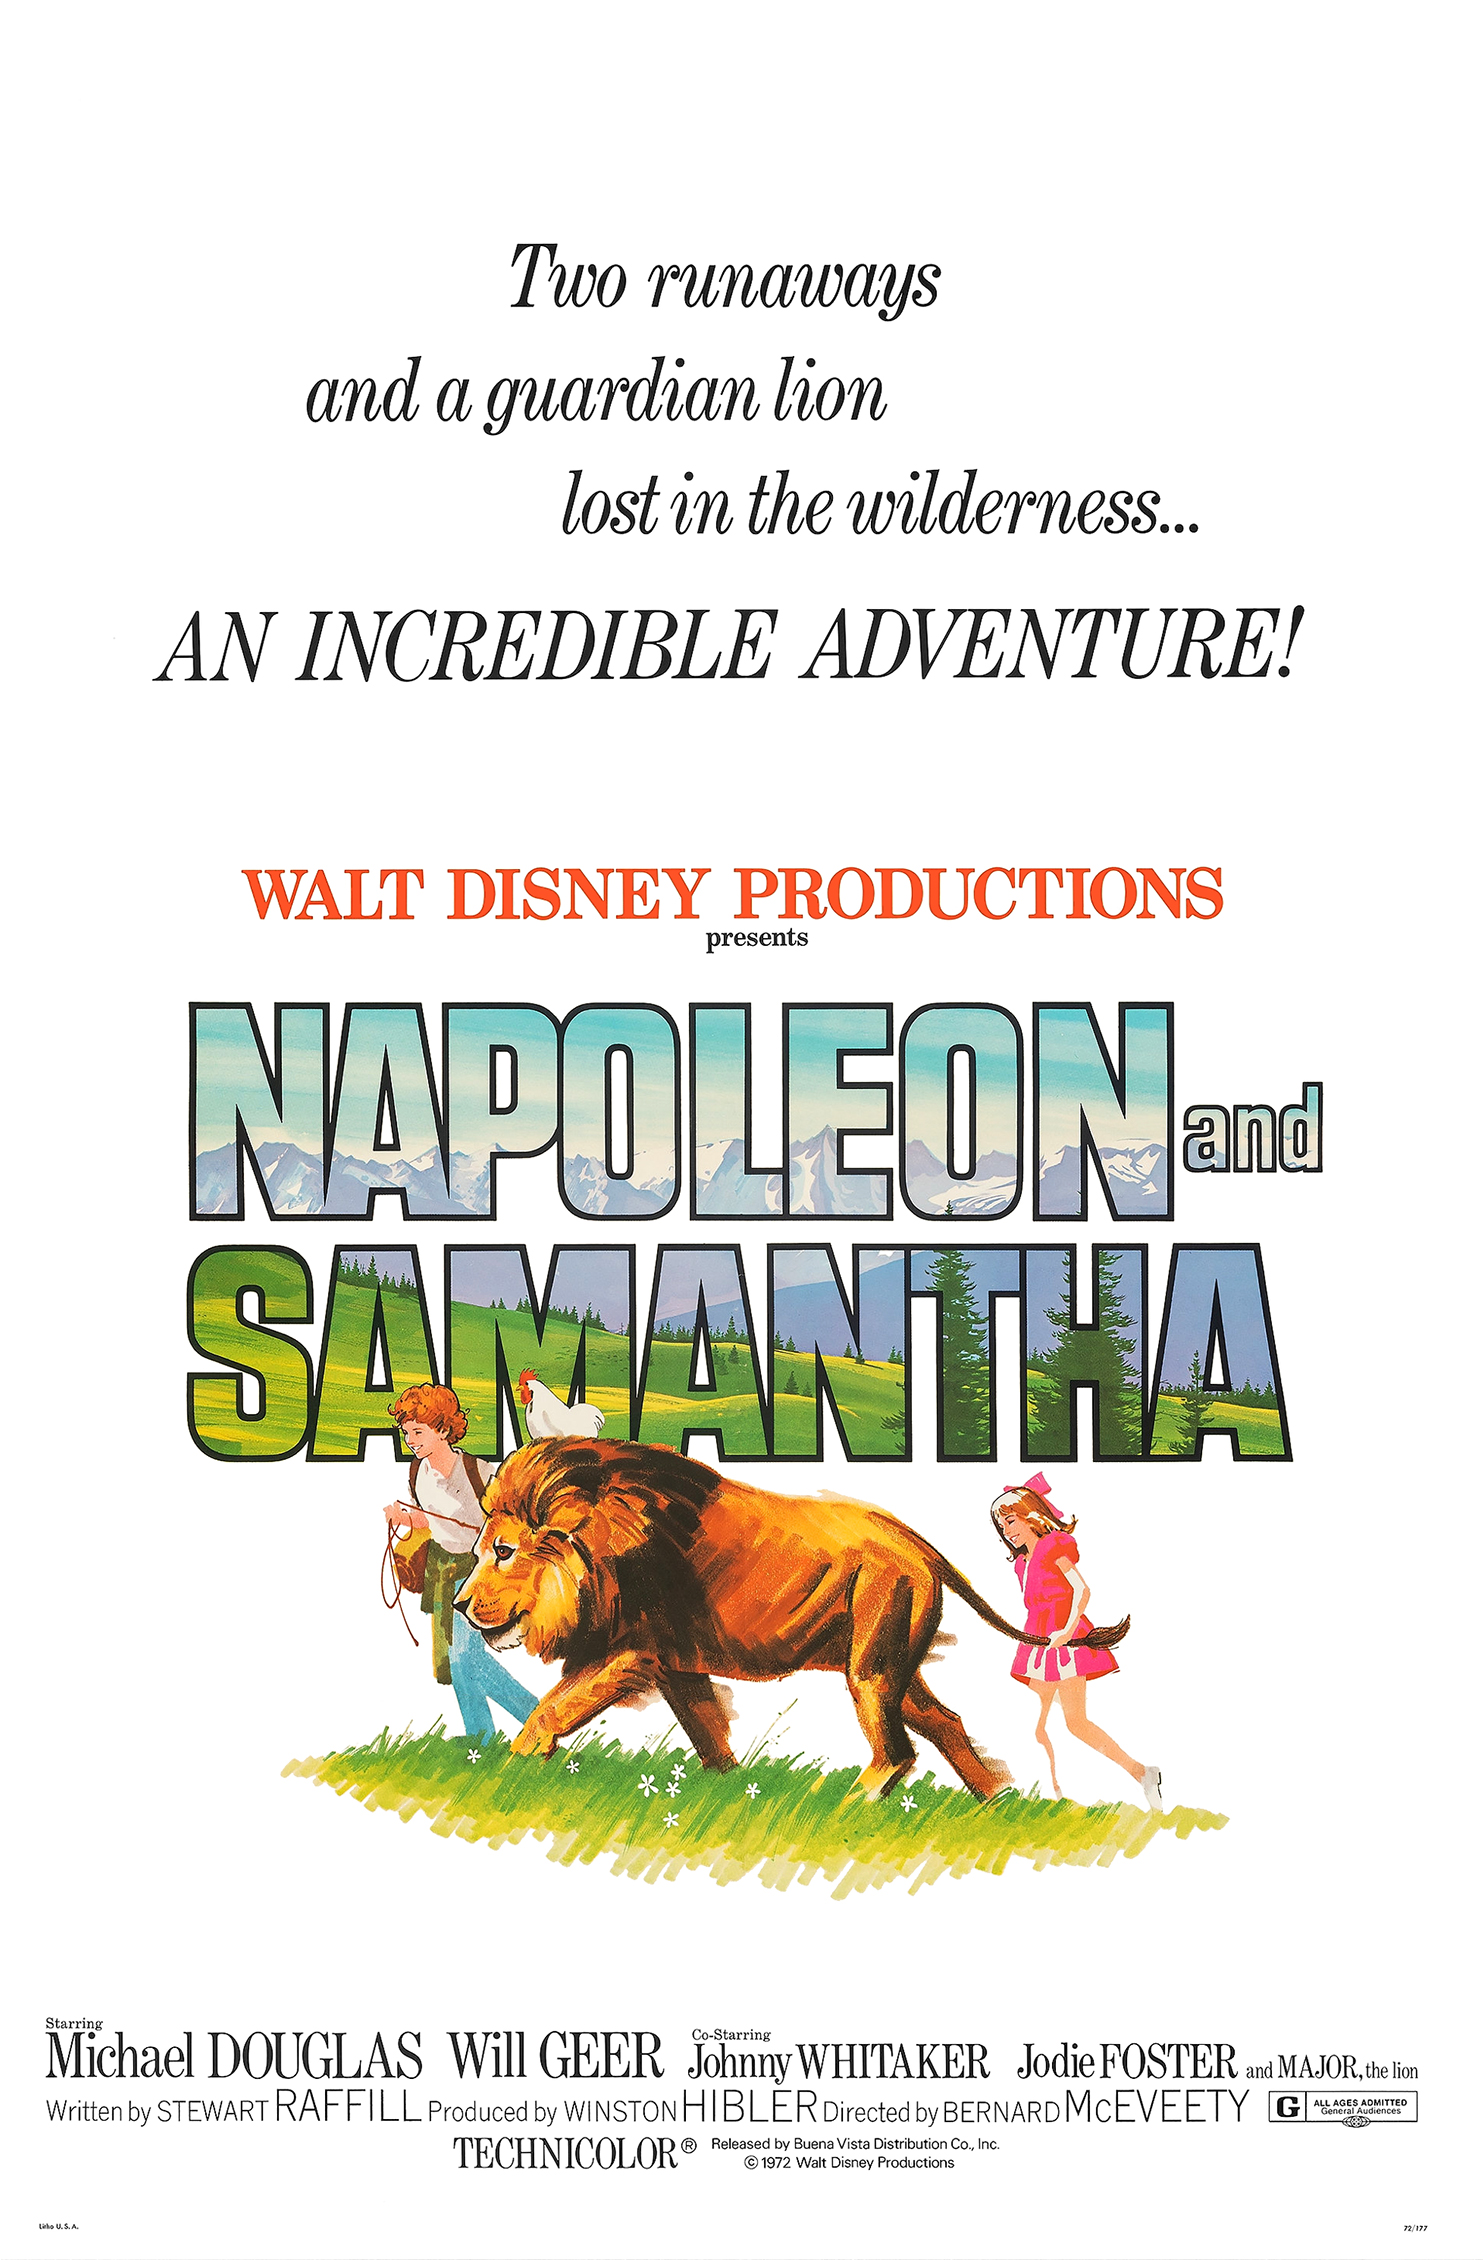 Two runaways
and a guardian lion
lost in the wilderness...
AN INCREDIBLE ADVENTURE!
WALT DISNEY PRODUCTIONS
presents
NAPOLEON and
SAMANTHA
Starring
Michael DOUGLAS Will GEER Co-Starring Johnny WHITAKER Jodie FOSTER and MAJOR, the lion
Written by STEWART RAFFILL Produced by WINSTON HIBLER Directed by BERNARD McEVEETY G ALL AGES ADMITTED
General Audiences
TECHNICOLOR® Released by Buena Vista Distribution Co., Inc.
© 1972 Walt Disney Productions
Litho U.S.A. 72/177